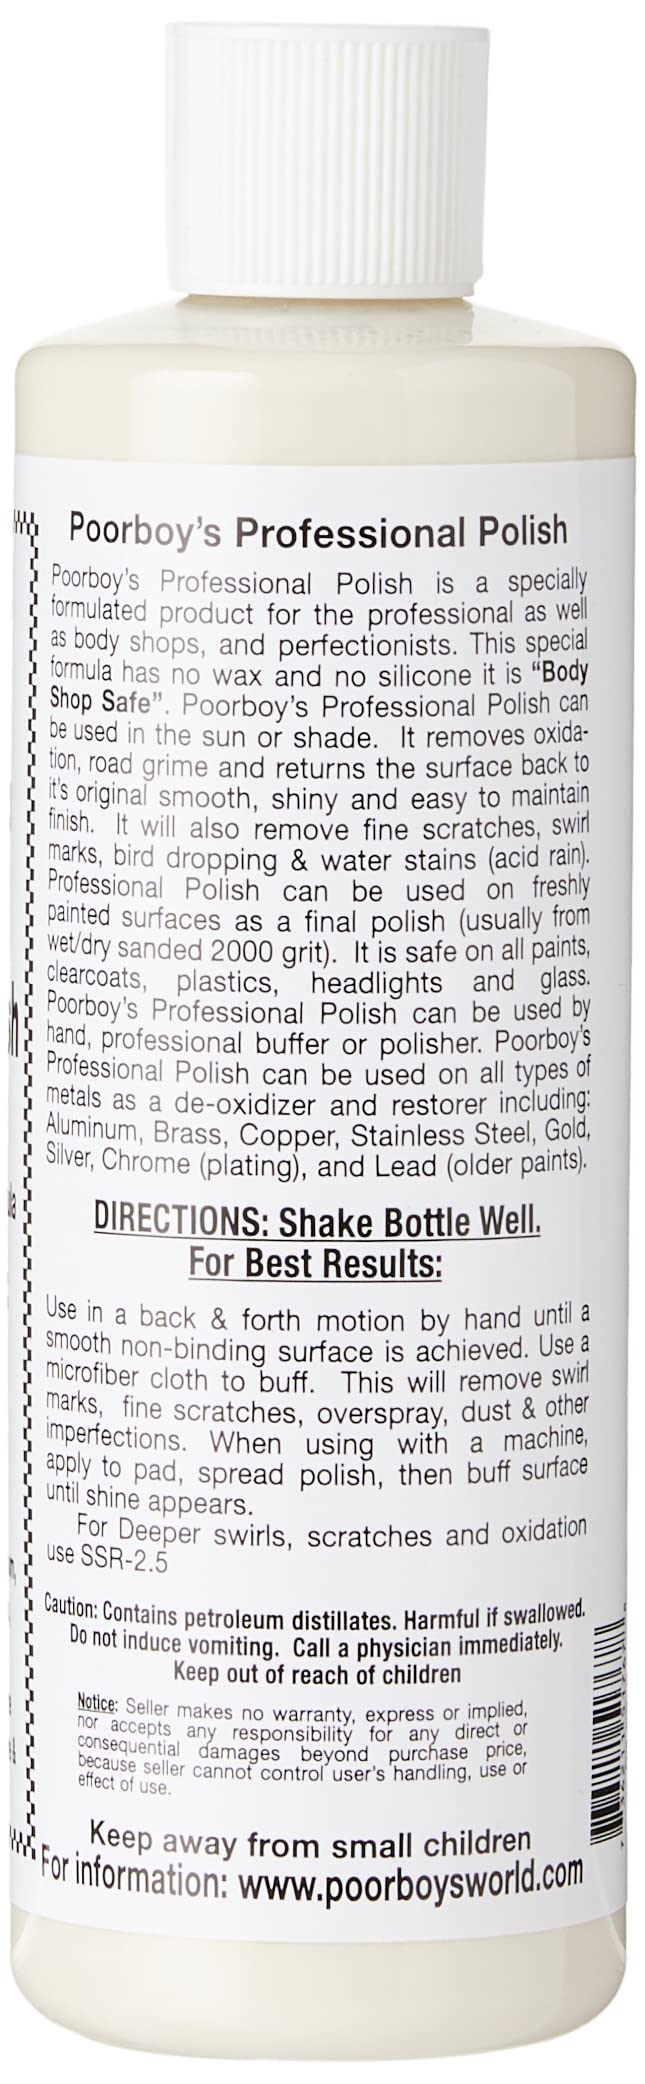 Poorboy's Professional Polish
Poorboy's Professional Polish is a specially
formulated product for the professional as well
as body shops, and perfectionists. This special
formula has no wax and no silicone it is “Body
Shop Safe”. Poorboy's Professional Polish can
be used in the sun or shade. It removes oxida-
tion, road grime and returns the surface back to
it's original smooth, shiny and easy to maintain
finish. It will also remove fine scratches, swirl
marks, bird dropping & water stains (acid rain).
Professional Polish can be used on freshly
painted surfaces as a final polish (usually from
wet/dry sanded 2000 grit). It is safe on all paints,
clearcoats, plastics, headlights and glass.
Poorboy's Professional Polish can be used by
hand, professional buffer or polisher. Poorboy's
Professional Polish can be used on all types of
metals as a de-oxidizer and restorer including:
Aluminum, Brass, Copper, Stainless Steel, Gold,
Silver, Chrome (plating), and Lead (older paints).
DIRECTIONS: Shake Bottle Well.
For Best Results:
Use in a back & forth motion by hand until a
smooth non-binding surface is achieved. Use a
microfiber cloth to buff. This will remove swirl
marks, fine scratches, overspray, dust & other
imperfections. When using with a machine,
apply to pad, spread polish, then buff surface
until shine appears.
For Deeper swirls, scratches and oxidation
use SSR-2.5
Caution: Contains petroleum distillates. Harmful if swallowed.
Do not induce vomiting. Call a physician immediately.
Keep out of reach of children
Notice: Seller makes no warranty, express or implied,
nor accepts any responsibility for any direct or
consequential damages beyond purchase price,
because seller cannot control user's handling, use or
effect of use.
Keep away from small children
For information: www.poorboysworld.com